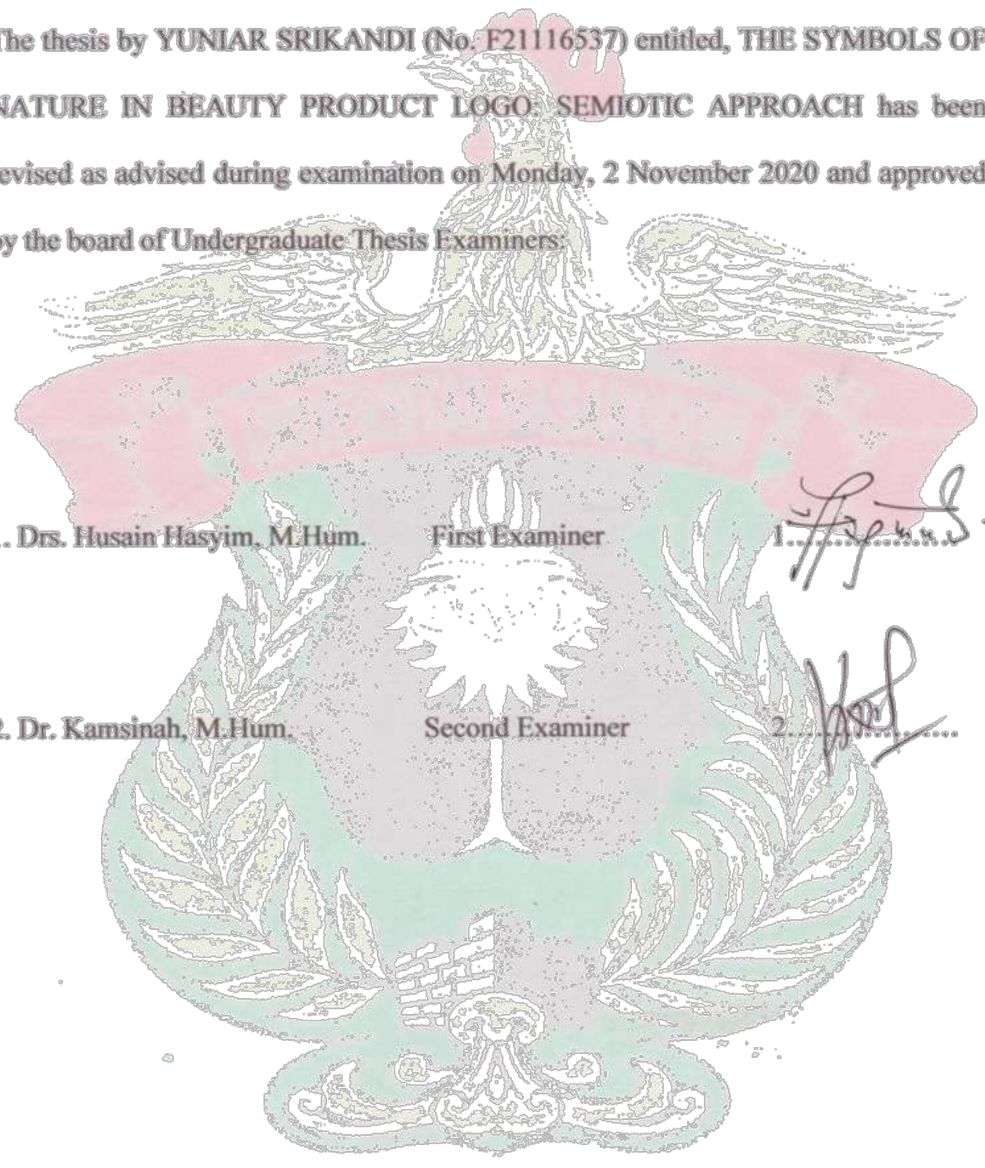 The thesis by YUNIAR SRIKANDI (No. F21116537) entitled, THE SYMBOLS OF
NATURE IN BEAUTY PRODUCT LOGO: SEMIOTIC APPROACH has been
revised as advised during examination on Monday, 2 November 2020 and approved
by the board of Undergraduate Thesis Examiners:
1. Drs. Husain Hasyim, M.Hum. First Examiner 1....................
2. Dr. Kamsinah, M.Hum. Second Examiner 2....................